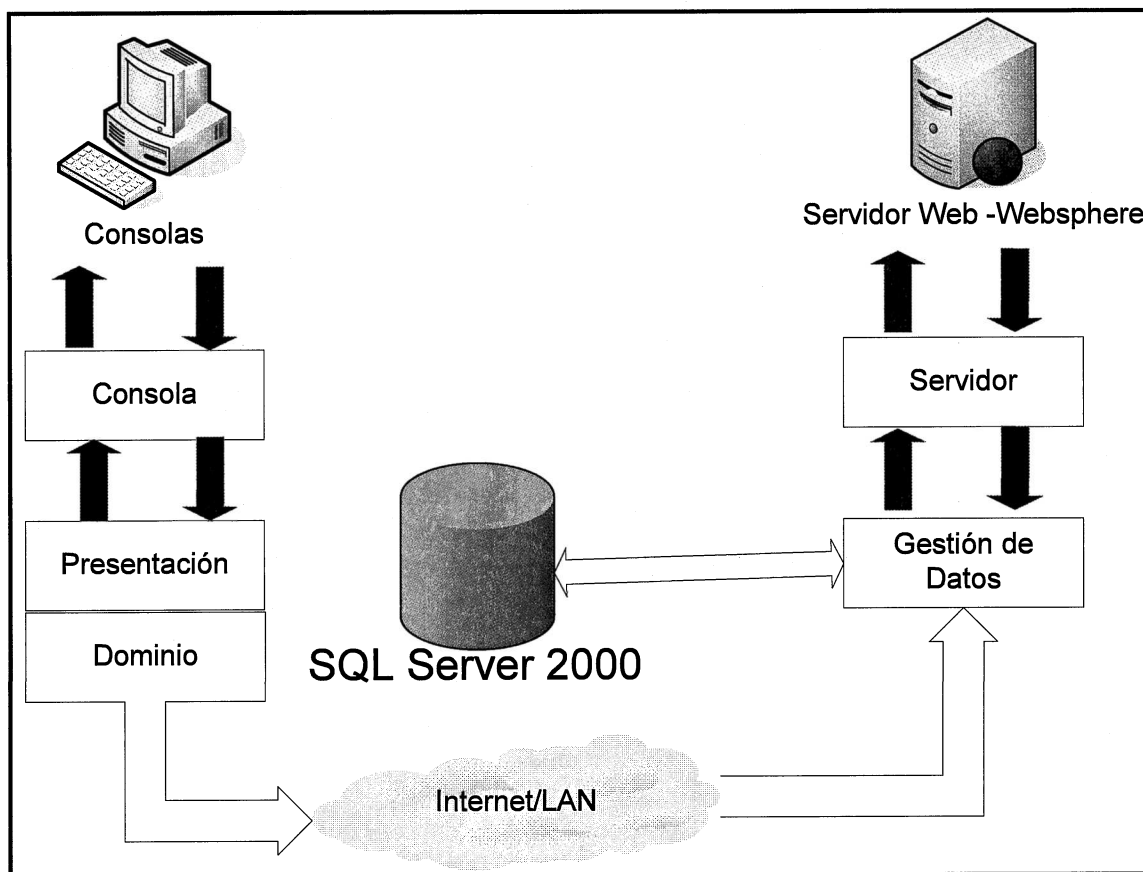 Consolas
Servidor Web -Websphere
Consola
Servidor
Presentación
Gestión de
Datos
Dominio
SQL Server 2000
Internet/LAN